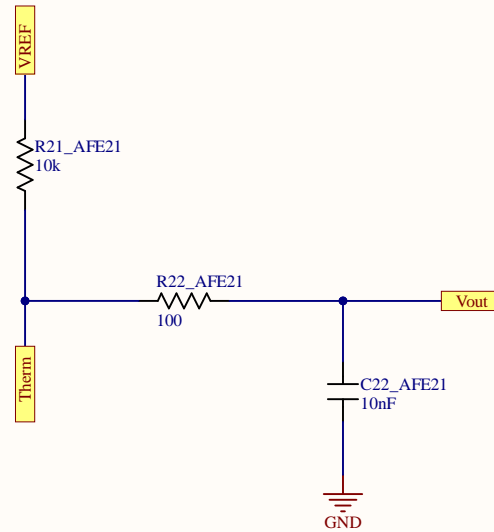 VREF
R21_AFE21
10k
R22_AFE21
100
Vout
Therm
C22_AFE21
10nF
GND